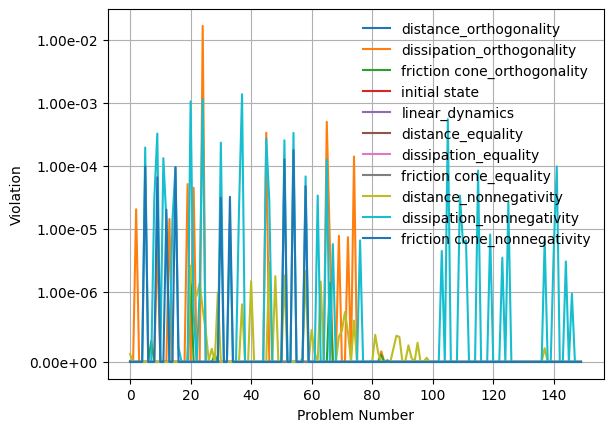 1.00e-02
1.00e-03
1.00e-04
1.00e-05
1.00e-06
0.00e+00
Violation
distance_orthogonality
dissipation_orthogonality
friction cone_orthogonality
initial state
linear_dynamics
distance_equality
dissipation_equality
friction cone_equality
distance_nonnegativity
dissipation_nonnegativity
friction cone_nonnegativity
0 20 40 60 80 100 120 140
Problem Number